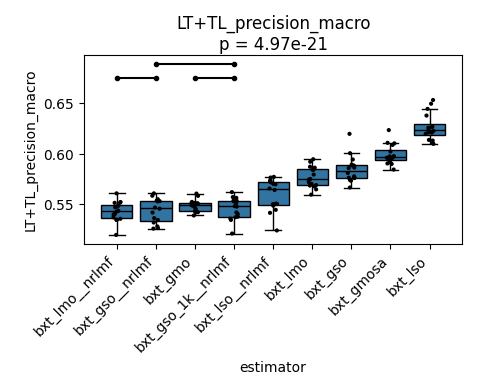 LT+TL_precision_macro
p = 4.97e-21
LT+TL_precision_macro
0.65
0.60
0.55
bxt_lmo__nrlmf
bxt_gso__nrlmf
bxt_gmo
bxt_gso_1k__nrlmf
bxt_lso__nrlmf
bxt_lmo
bxt_gso
bxt_gmosa
bxt_lso
estimator